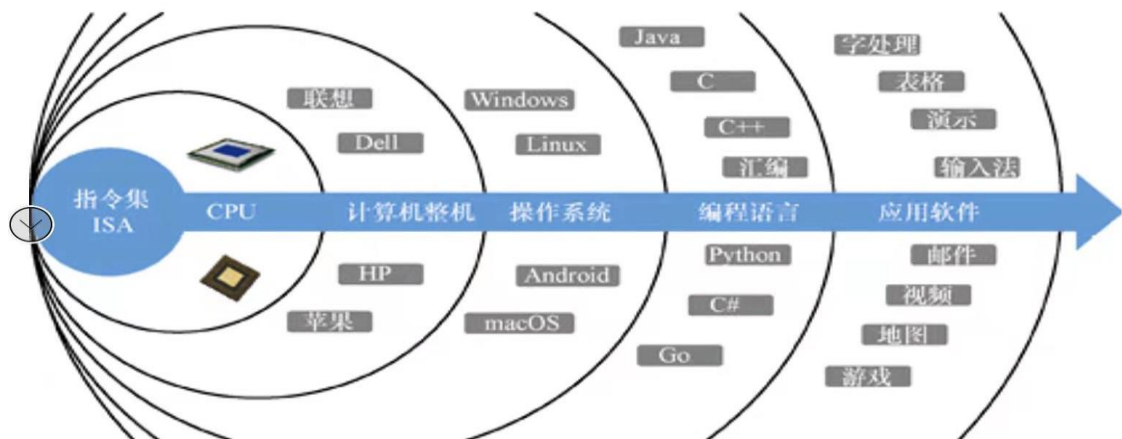 Java
字处理
C
表格
联想
Windows
C++
演示
Dell
Linux
汇编
输入法
指令集
ISA
CPU
计算机整机
操作系统
编程语言
应用软件
HP
Android
Python
邮件
苹果
macOS
C#
视频
Go
地图
游戏